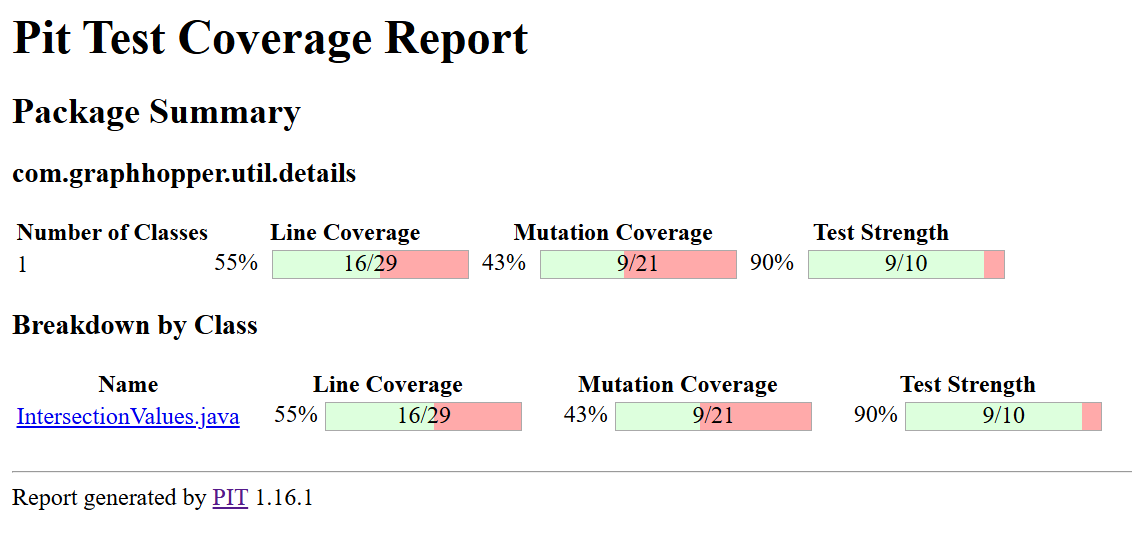 Pit Test Coverage Report
Package Summary
com.graphhopper.util.details
Number of Classes Line Coverage Mutation Coverage Test Strength
1 55% 16/29 43% 9/21 90% 9/10
Breakdown by Class
Name Line Coverage Mutation Coverage Test Strength
IntersectionValues.java 55% 16/29 43% 9/21 90% 9/10
Report generated by PIT 1.16.1